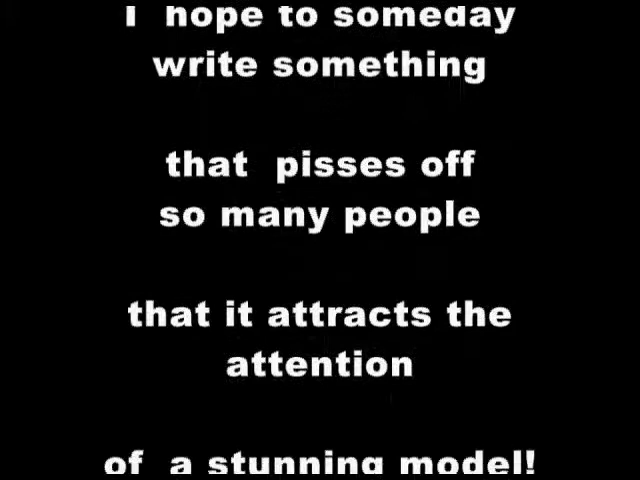 I hope to someday
write something
that pisses off
so many people
that it attracts the
attention
of a stunning model!